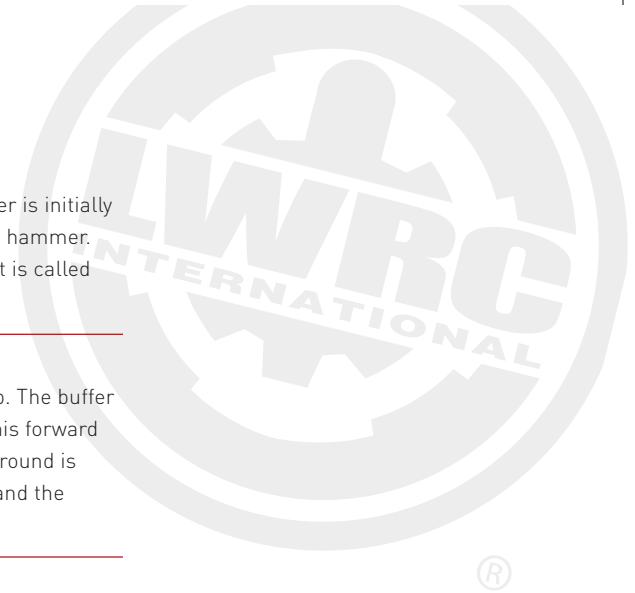 er is initially
hammer.
t is called
LWRC
INTERNATIONAL
. The buffer
his forward
round is
and the
®